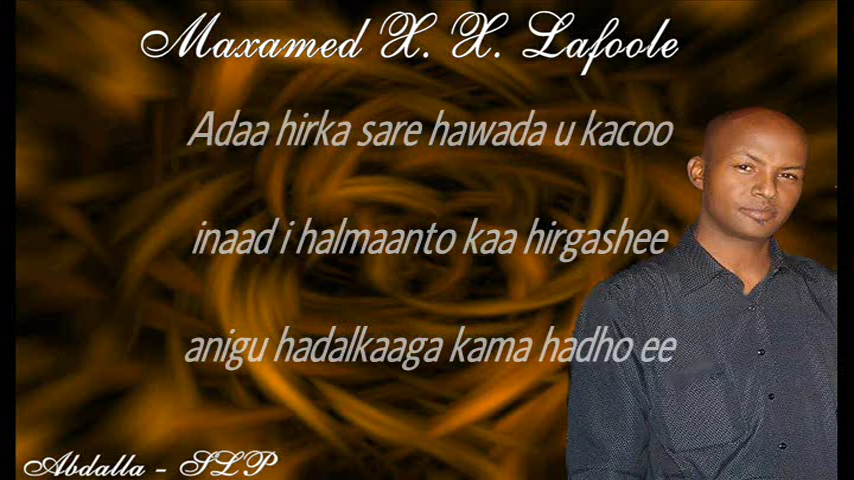 Maxamed X. X. Lafoole
Adaa hirka sare hawada u kacoo
inaad i halmaanto kaa hirgashee
anigu hadalkaaga kama hadho ee
Abdalla - SLP